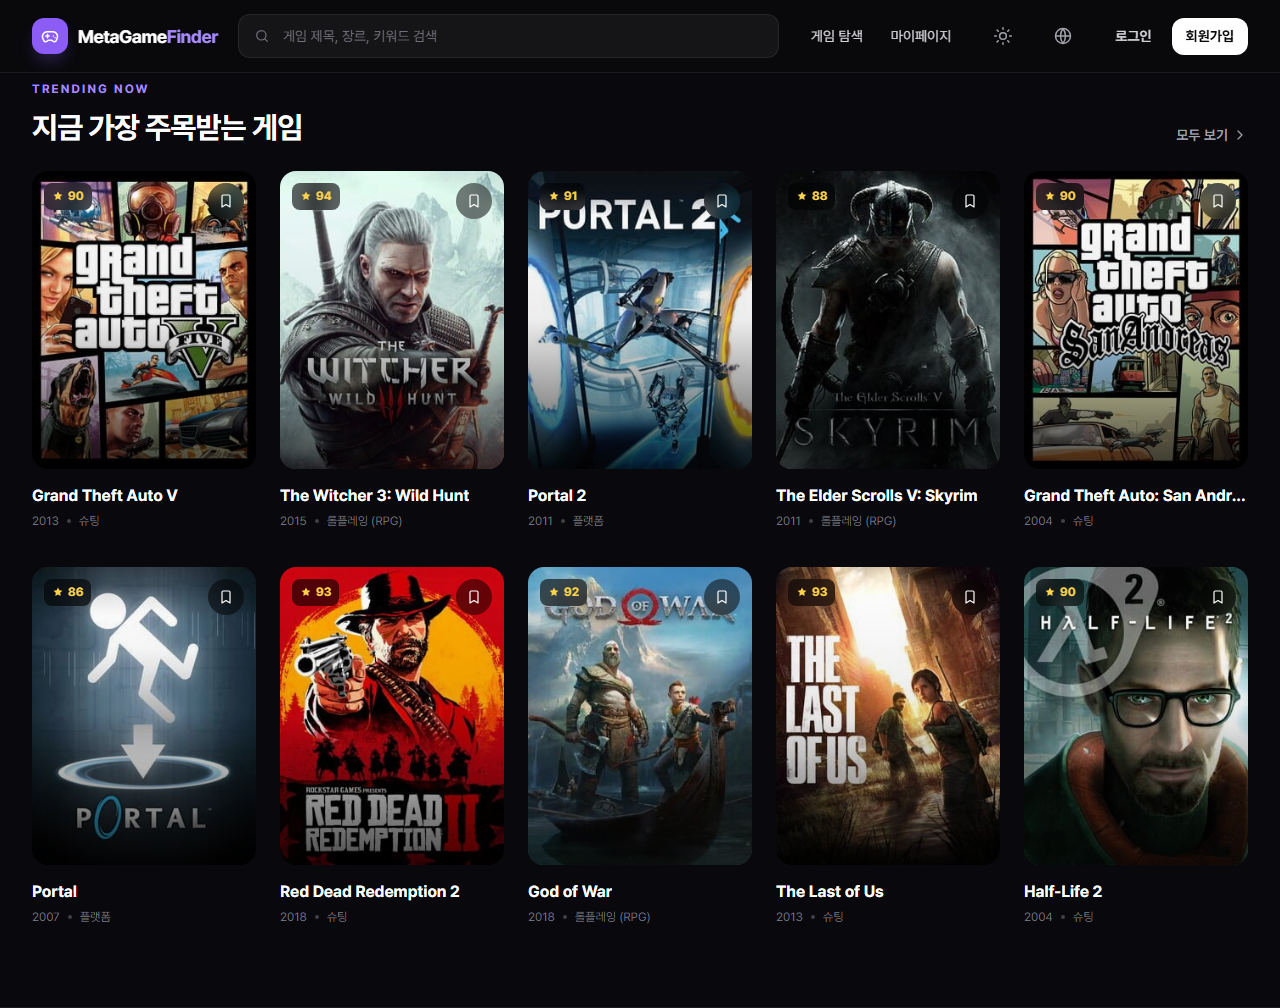 MetaGameFinder
게임 제목, 장르, 키워드 검색
게임 탐색
마이페이지
로그인
회원가입
TRENDING NOW
지금 가장 주목받는 게임
모두 보기
★ 90
grand
theft
auto
V
FIVE
★ 94
THE
WITCHER
WILD HUNT
★ 91
PORTAL 2
★ 88
The Elder Scrolls V
SKYRIM
★ 90
grand
theft
auto
SanAndreas
Grand Theft Auto V
2013 • 슈팅
The Witcher 3: Wild Hunt
2015 • 롤플레잉 (RPG)
Portal 2
2011 • 플랫폼
The Elder Scrolls V: Skyrim
2011 • 롤플레잉 (RPG)
Grand Theft Auto: San Andr...
2004 • 슈팅
★ 86
PORTAL
★ 93
ROCKSTAR GAMES PRESENTS
RED DEAD
REDEMPTION II
★ 92
GOD OF WAR
★ 93
THE
LAST
OF US
★ 90
2
HλLF-LIFE²
Portal
2007 • 플랫폼
Red Dead Redemption 2
2018 • 슈팅
God of War
2018 • 롤플레잉 (RPG)
The Last of Us
2013 • 슈팅
Half-Life 2
2004 • 슈팅